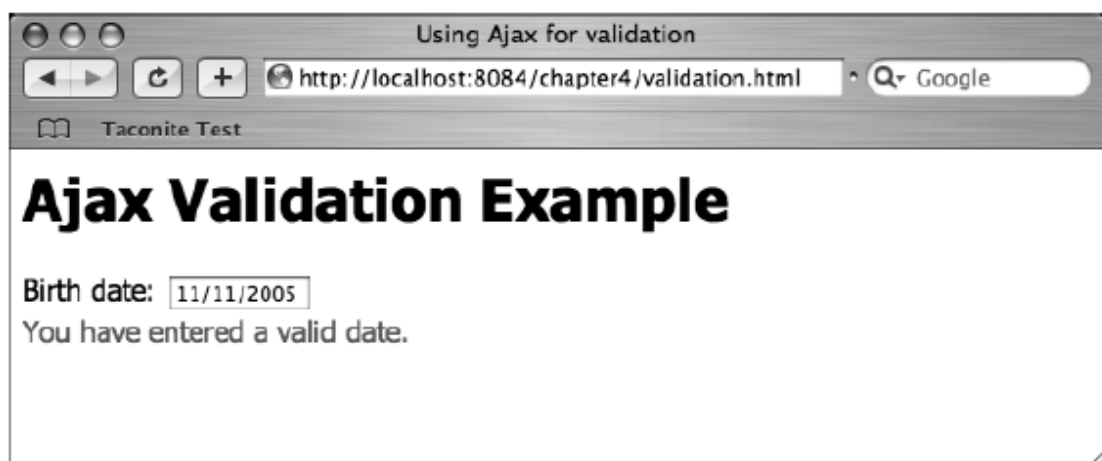 Using Ajax for validation
http://localhost:8084/chapter4/validation.html
Google
Taconite Test
Ajax Validation Example
Birth date: 11/11/2005
You have entered a valid date.